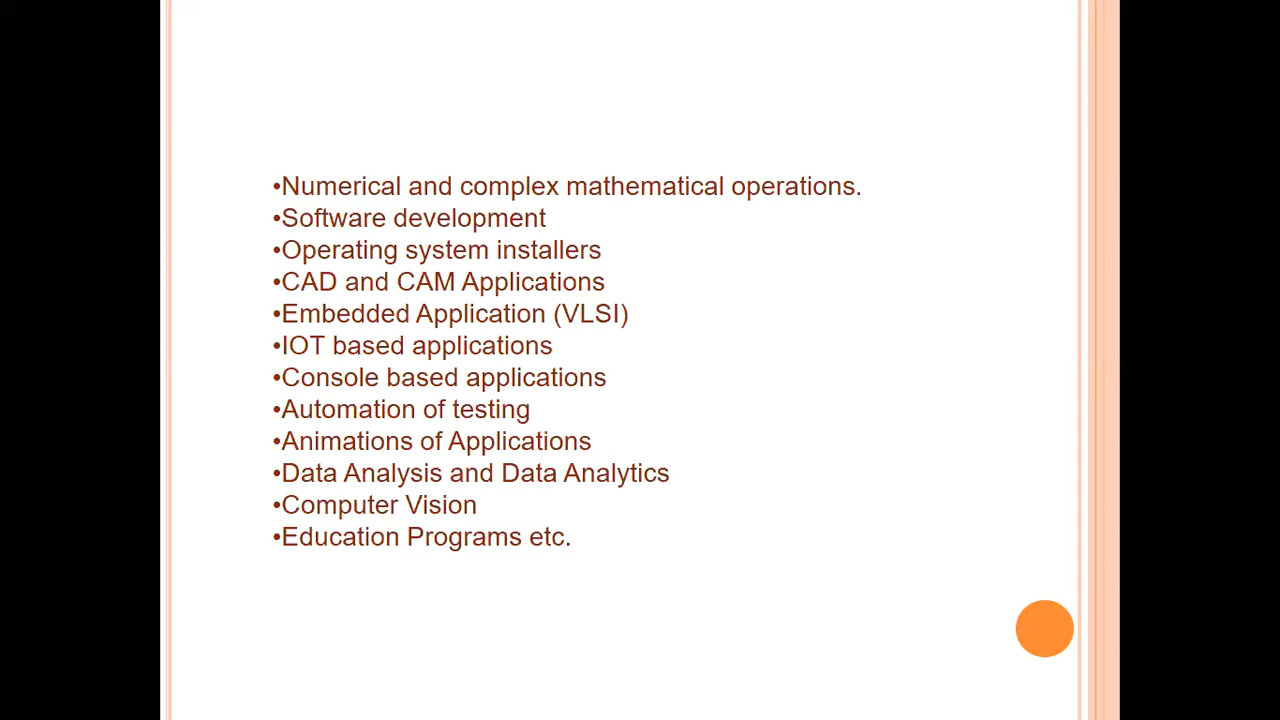 •Numerical and complex mathematical operations.
•Software development
•Operating system installers
•CAD and CAM Applications
•Embedded Application (VLSI)
•IOT based applications
•Console based applications
•Automation of testing
•Animations of Applications
•Data Analysis and Data Analytics
•Computer Vision
•Education Programs etc.